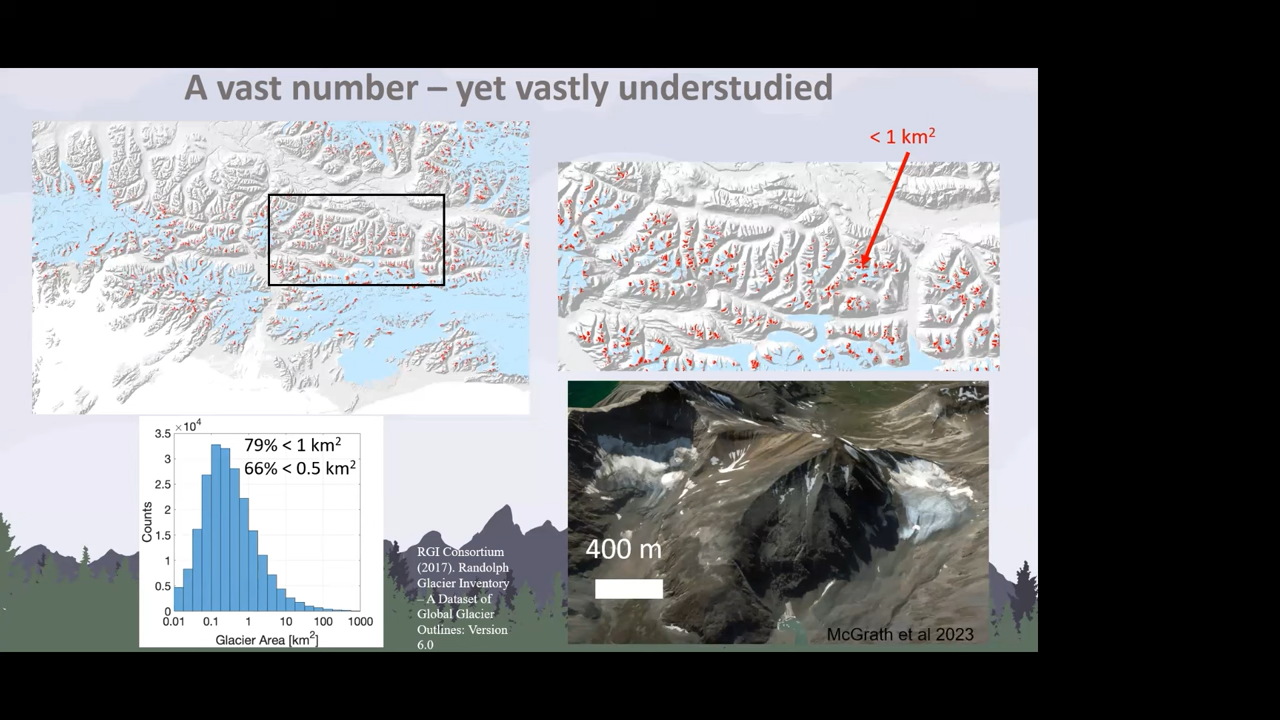 A vast number – yet vastly understudied
< 1 km²
×10⁴
3.5
3
2.5
2
1.5
1
0.5
0
Counts
79% < 1 km²
66% < 0.5 km²
0.01 0.1 1 10 100 1000
Glacier Area [km²]
RGI Consortium
(2017). Randolph
Glacier Inventory
– A Dataset of
Global Glacier
Outlines: Version
6.0
400 m
McGrath et al 2023